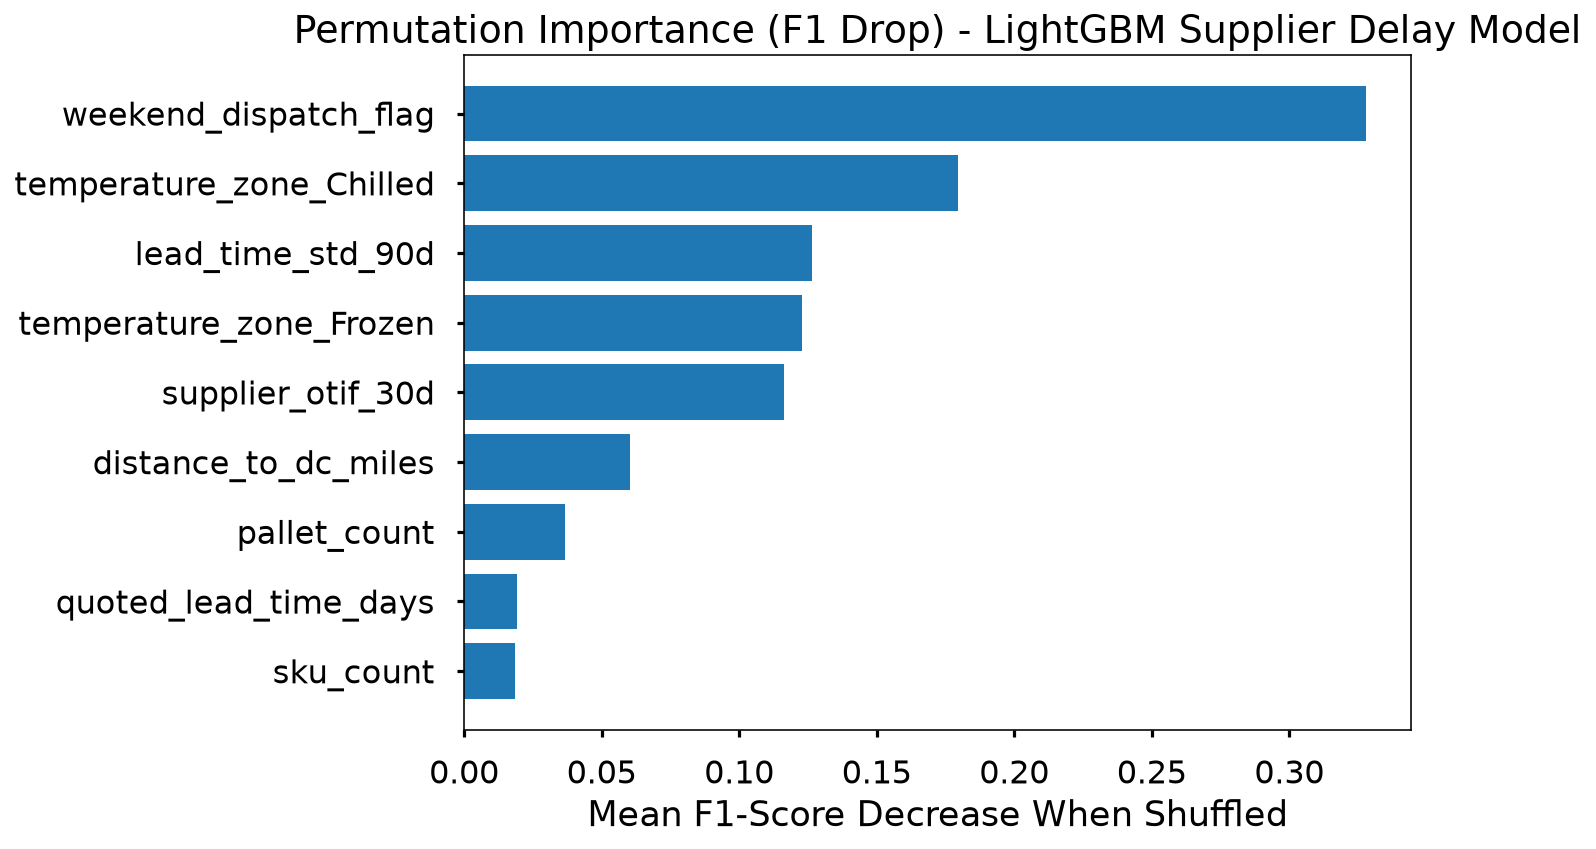 Permutation Importance (F1 Drop) - LightGBM Supplier Delay Model
weekend_dispatch_flag
temperature_zone_Chilled
lead_time_std_90d
temperature_zone_Frozen
supplier_otif_30d
distance_to_dc_miles
pallet_count
quoted_lead_time_days
sku_count
0.00 0.05 0.10 0.15 0.20 0.25 0.30
Mean F1-Score Decrease When Shuffled